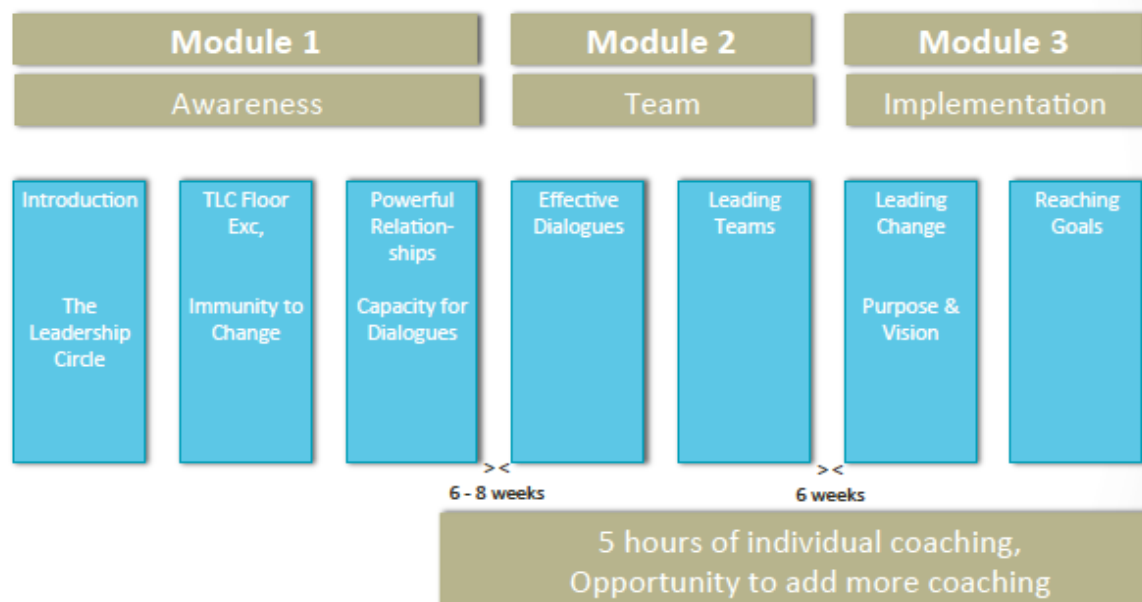 Module 1
Module 2
Module 3
Awareness
Team
Implementation
Introduction
The
Leadership
Circle
TLC Floor
Exc,
Immunity to
Change
Powerful
Relation-
ships
Capacity for
Dialogues
Effective
Dialogues
Leading
Teams
Leading
Change
Purpose &
Vision
Reaching
Goals
> <
6 - 8 weeks
> <
6 weeks
5 hours of individual coaching,
Opportunity to add more coaching